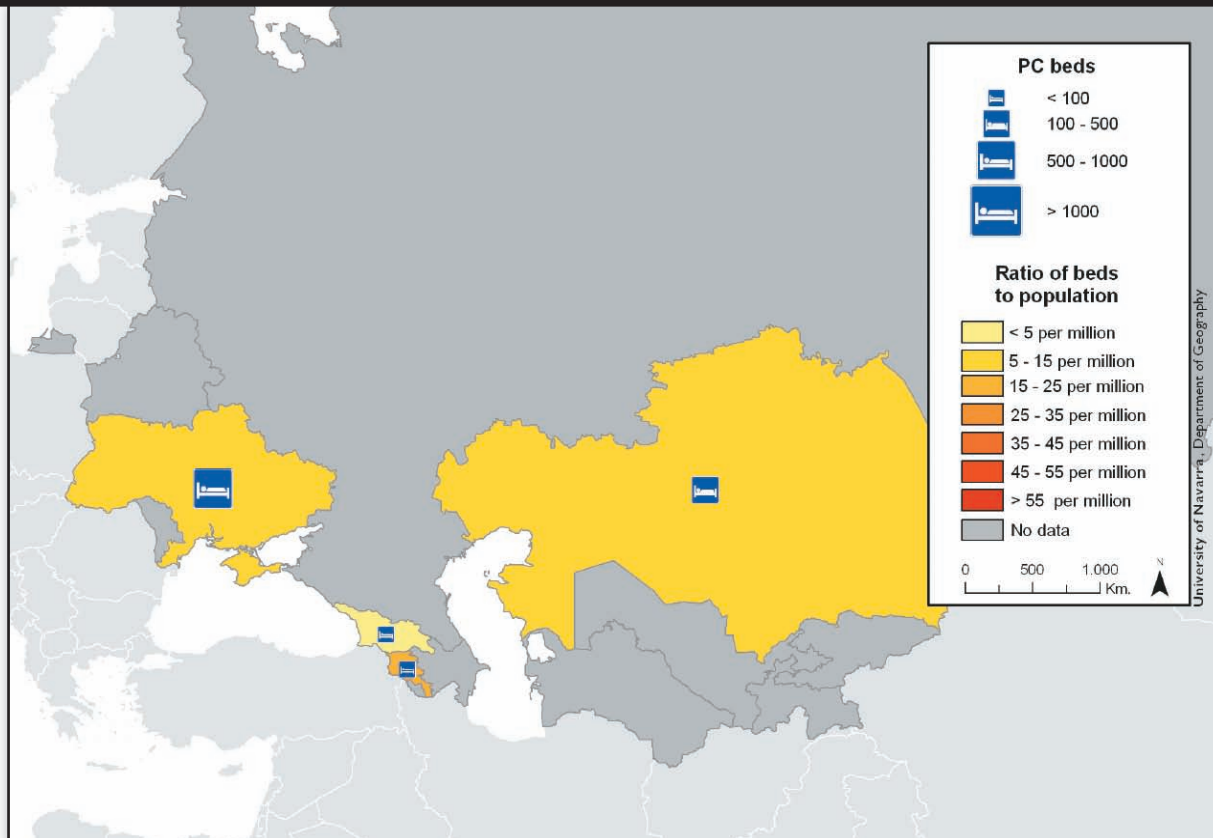 PC beds
< 100
100 - 500
500 - 1000
> 1000
Ratio of beds
to population
< 5 per million
5 - 15 per million
15 - 25 per million
25 - 35 per million
35 - 45 per million
45 - 55 per million
> 55 per million
No data
0 500 1.000
Km.
N
University of Navarra, Department of Geography